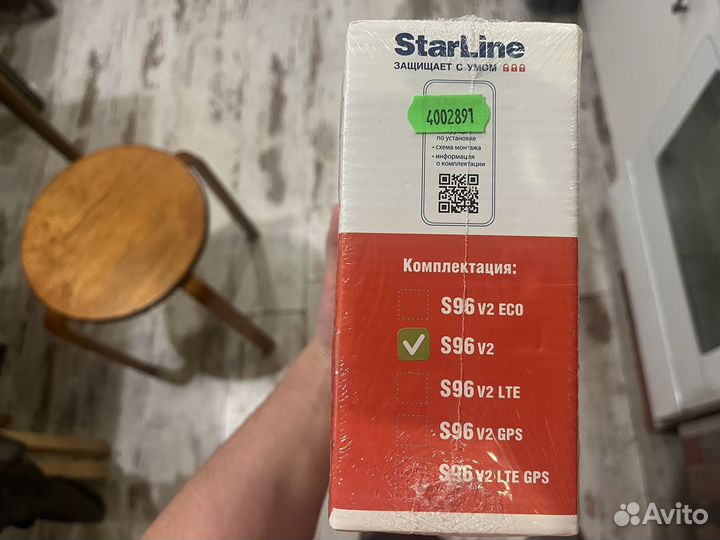 StarLine
ЗАЩИЩАЕТ С УМОМ
4002891
по установке
• схема монтажа
• информация
о комплектации
Комплектация:
S96 V2 ECO
S96 V2
S96 V2 LTE
S96 V2 GPS
S96 V2 LTE GPS
Avito